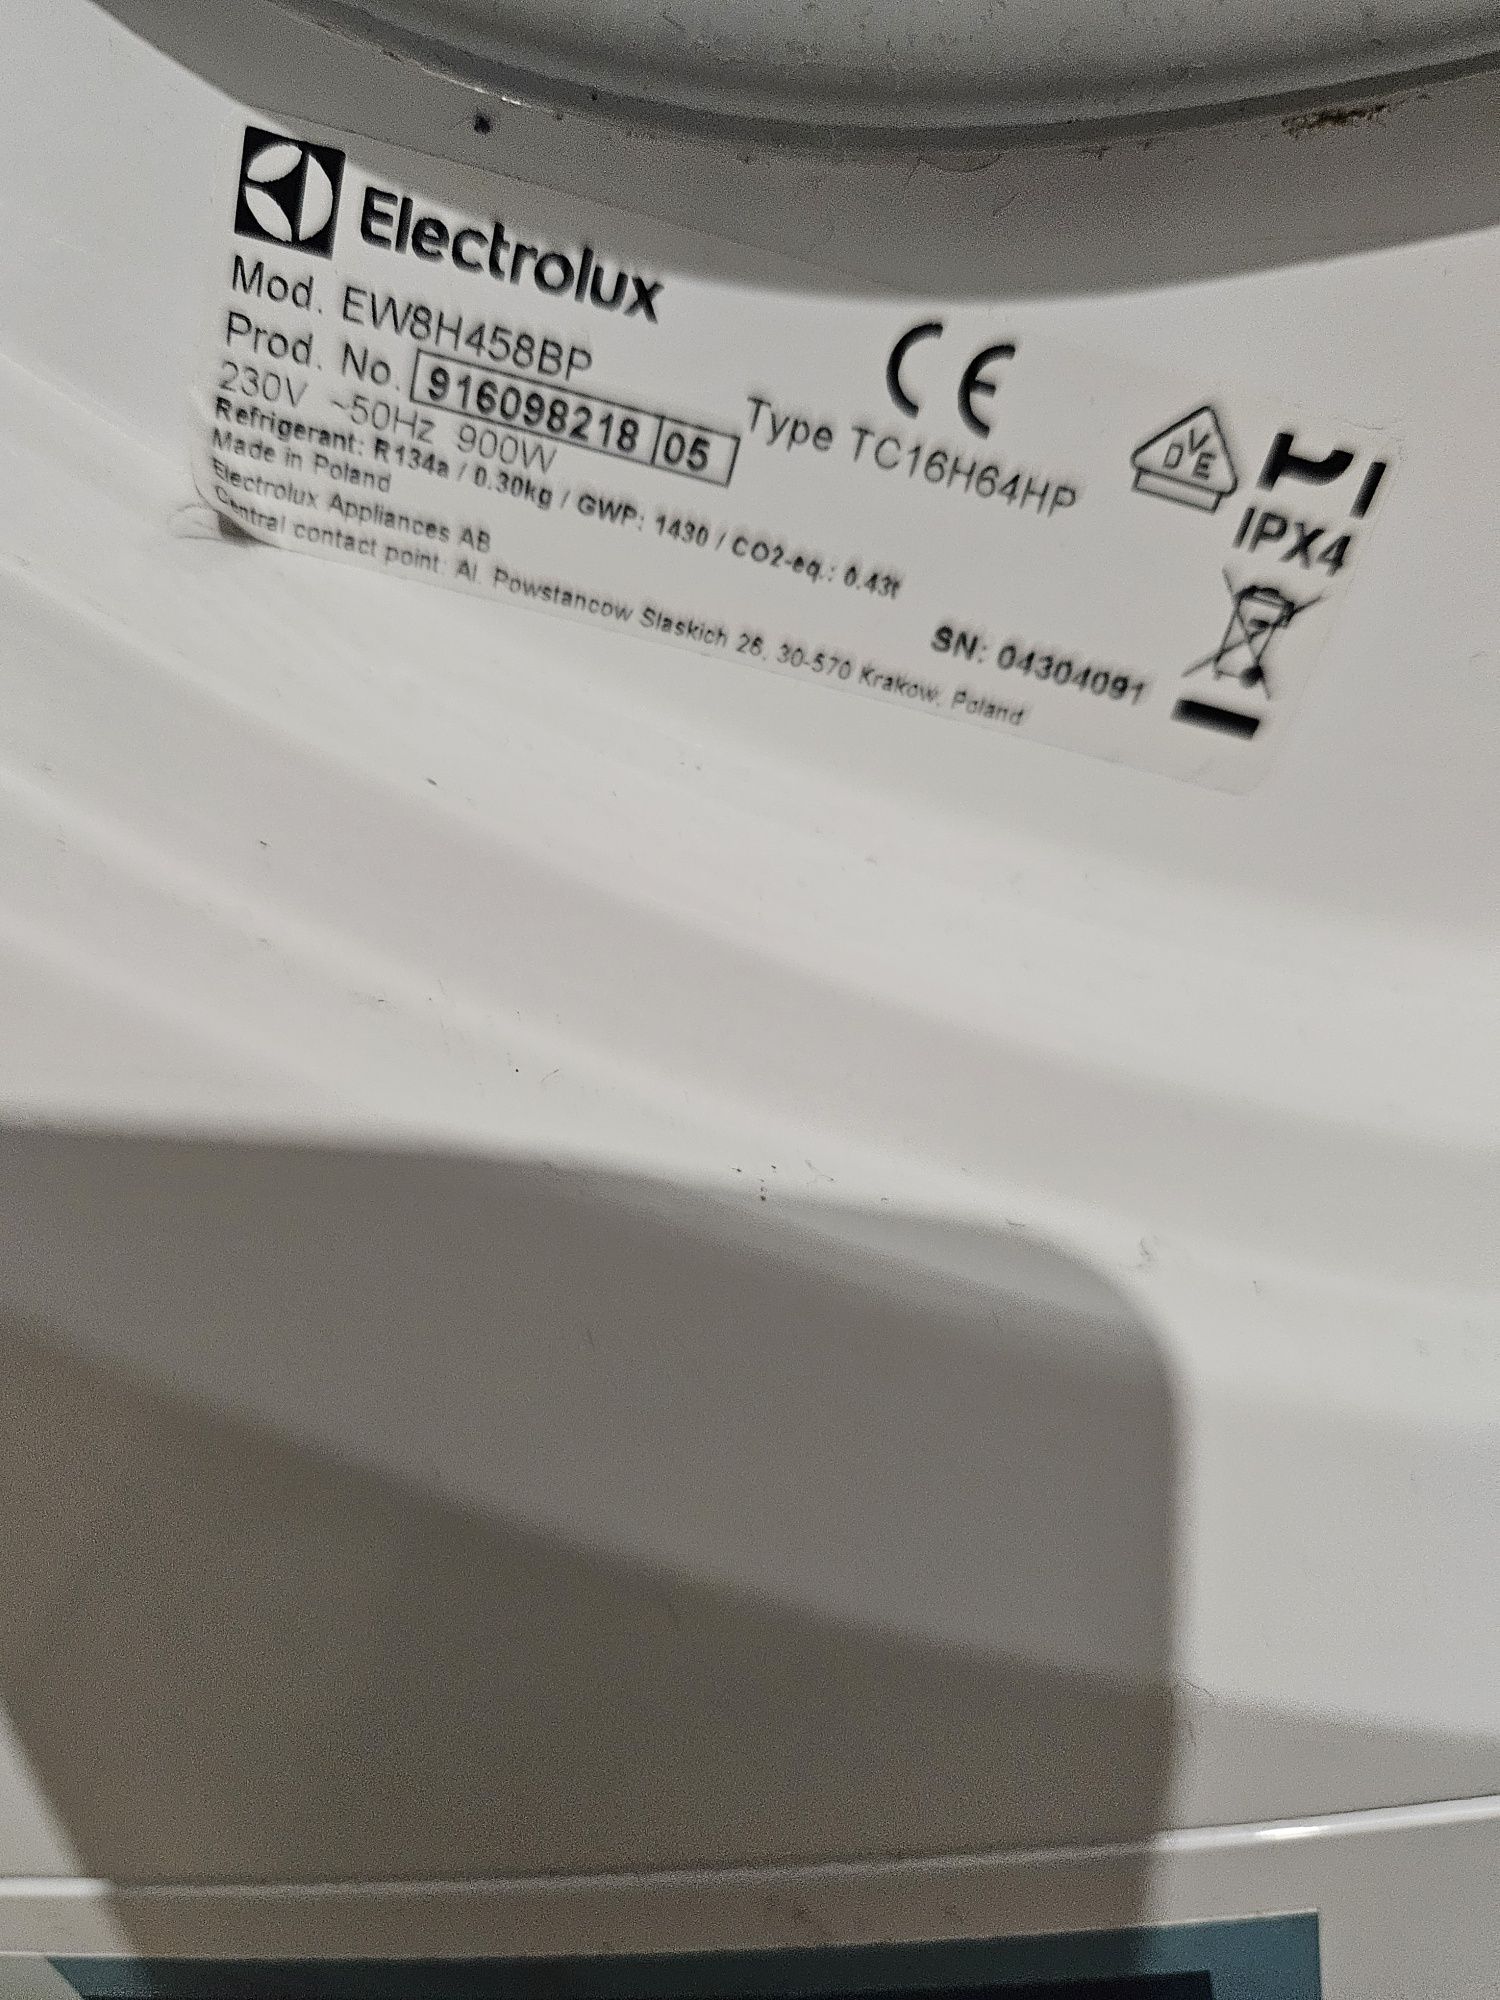 Electrolux
Mod. EW8H458BP
Prod. No. 916098218 05
Type TC16H64HP
230V ~50Hz 900W
Refrigerant: R134a / 0.30kg / GWP: 1430 / CO2-eq.: 0.43t
Made in Poland
Electrolux Appliances AB
SN: 04304091
Central contact point: Al. Powstancow Slaskich 26, 30-570 Krakow, Poland
CE
DVE
IPX4